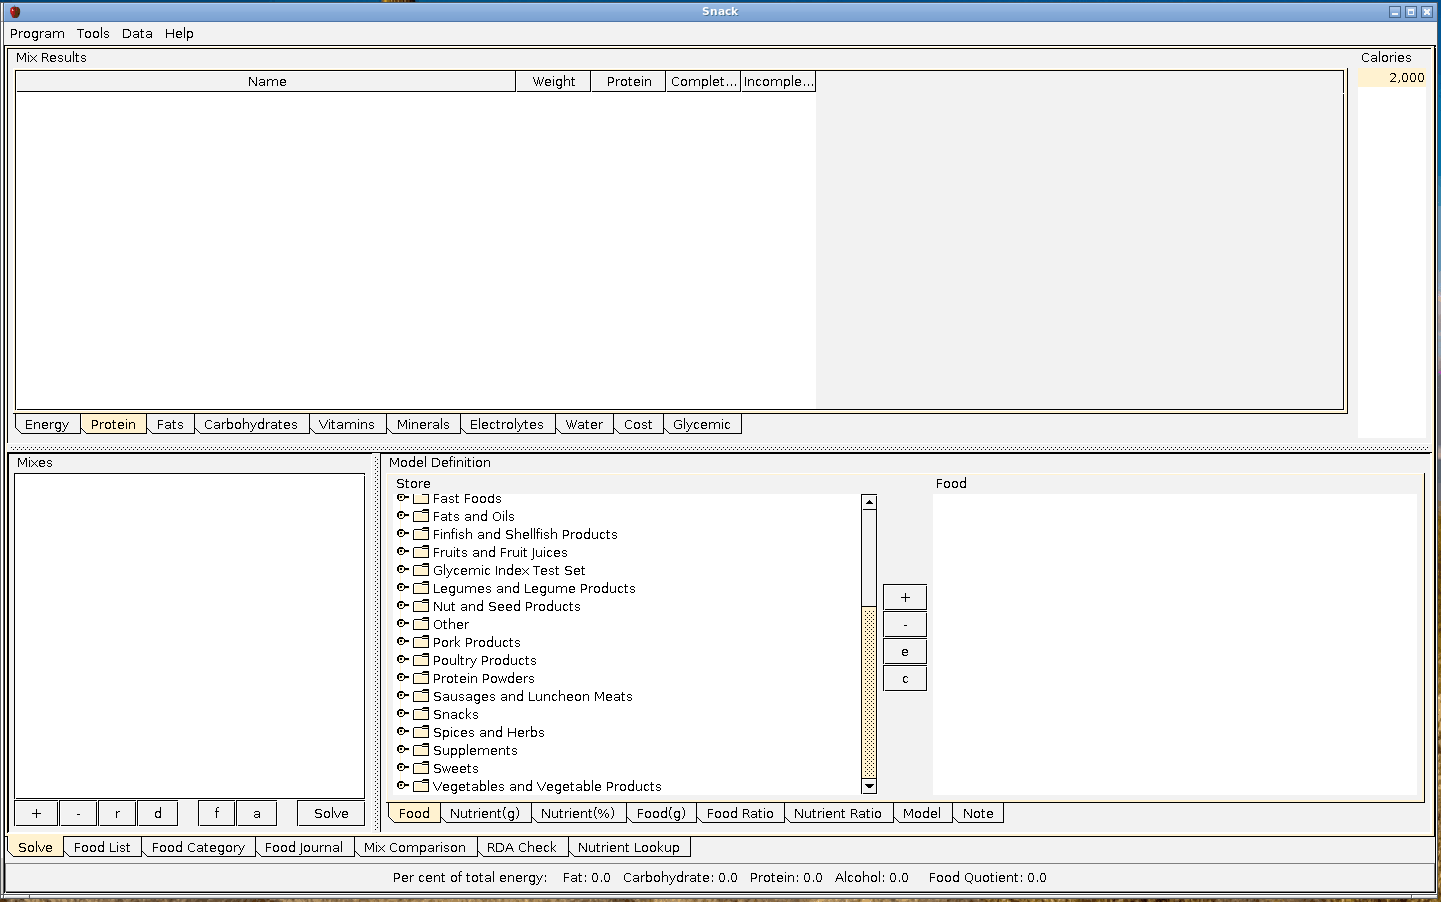 Snack
Program Tools Data Help
Mix Results
Calories
Name Weight Protein Complet... Incomple...
2,000
Energy Protein Fats Carbohydrates Vitamins Minerals Electrolytes Water Cost Glycemic
Mixes
Model Definition
Store
Food
Fast Foods
Fats and Oils
Finfish and Shellfish Products
Fruits and Fruit Juices
Glycemic Index Test Set
Legumes and Legume Products
Nut and Seed Products
Other
Pork Products
Poultry Products
Protein Powders
Sausages and Luncheon Meats
Snacks
Spices and Herbs
Supplements
Sweets
Vegetables and Vegetable Products
+
-
e
c
+ - r d f a Solve
Food Nutrient(g) Nutrient(%) Food(g) Food Ratio Nutrient Ratio Model Note
Solve Food List Food Category Food Journal Mix Comparison RDA Check Nutrient Lookup
Per cent of total energy: Fat: 0.0 Carbohydrate: 0.0 Protein: 0.0 Alcohol: 0.0 Food Quotient: 0.0